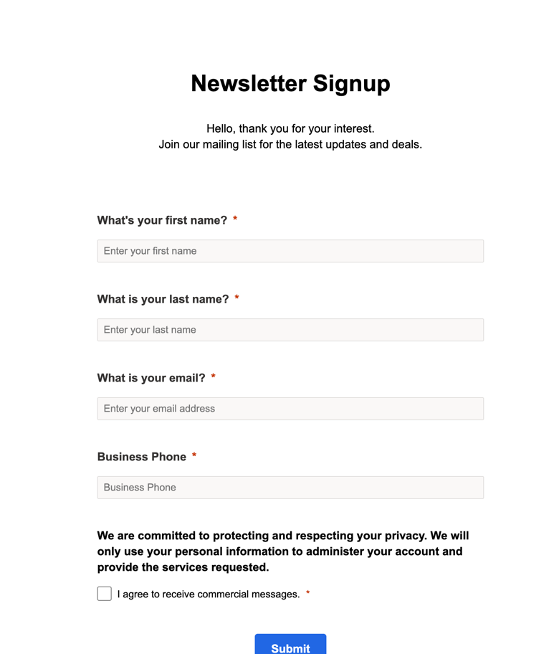 Newsletter Signup
Hello, thank you for your interest.
Join our mailing list for the latest updates and deals.
What's your first name? *
Enter your first name
What is your last name? *
Enter your last name
What is your email? *
Enter your email address
Business Phone *
Business Phone
We are committed to protecting and respecting your privacy. We will
only use your personal information to administer your account and
provide the services requested.
I agree to receive commercial messages. *
Submit